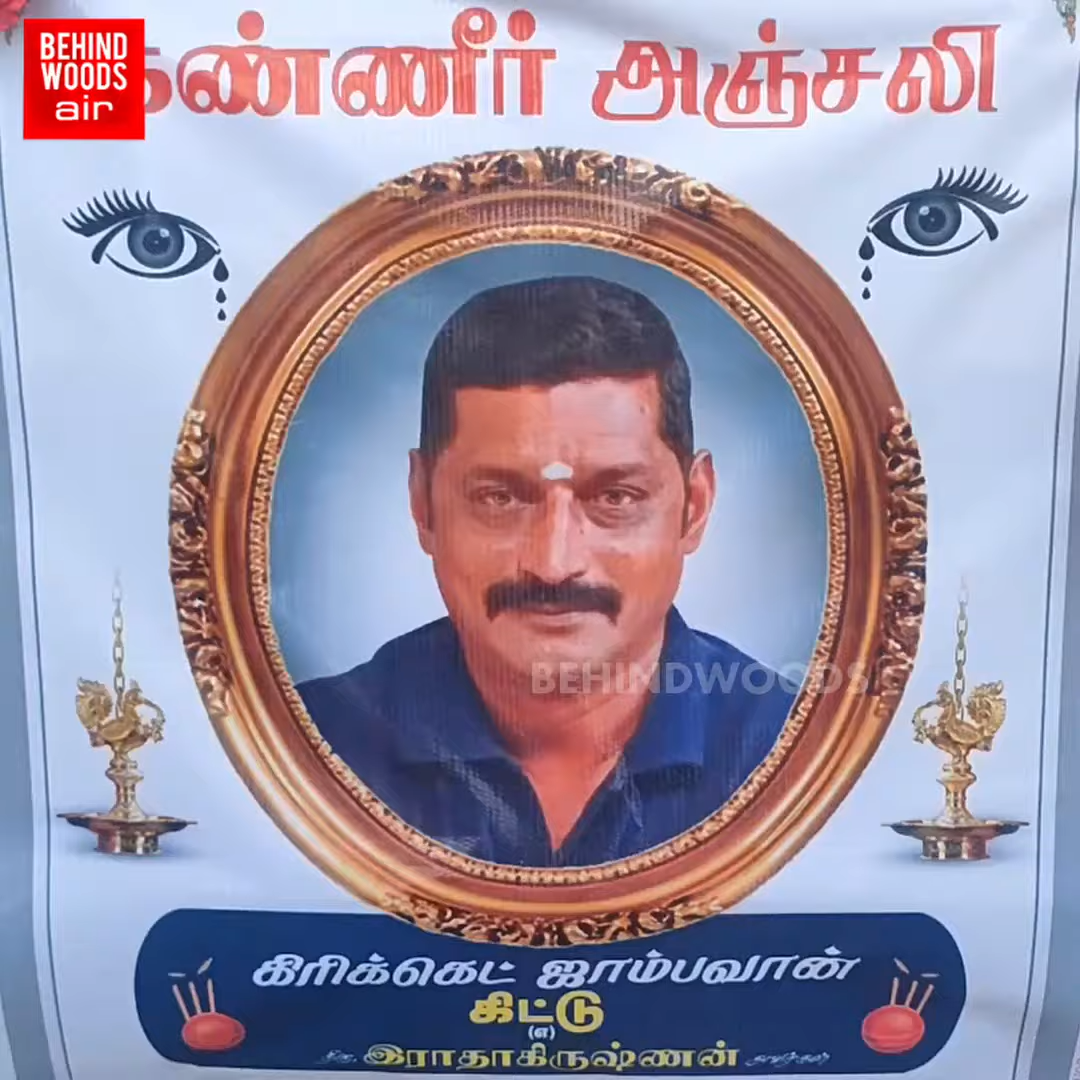 BEHIND
WOODS
air
கண்ணீர் அஞ்சலி
BEHINDWOODS
கிரிக்கெட் ஜாம்பவான்
கிட்டு
(எ)
இராதாகிருஷ்ணன்